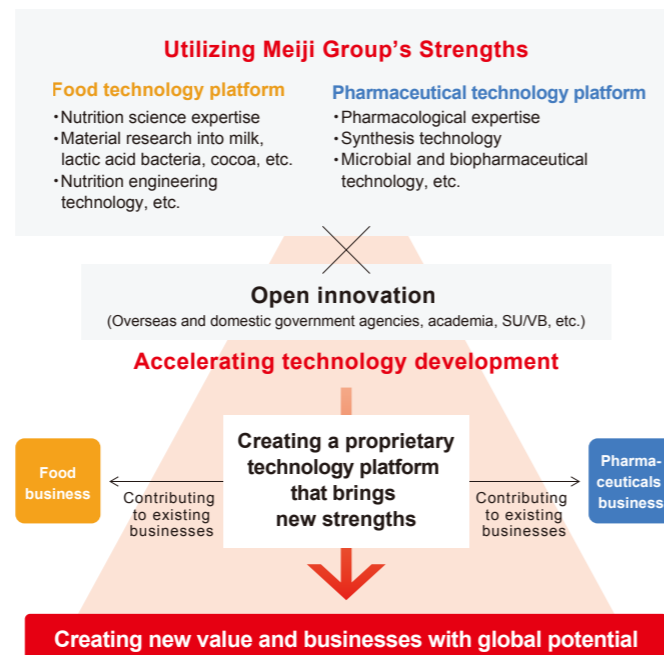 Utilizing Meiji Group's Strengths
Food technology platform
・Nutrition science expertise
・Material research into milk,
lactic acid bacteria, cocoa, etc.
・Nutrition engineering
technology, etc.
Pharmaceutical technology platform
・Pharmacological expertise
・Synthesis technology
・Microbial and biopharmaceutical
technology, etc.
Open innovation
(Overseas and domestic government agencies, academia, SU/VB, etc.)
Accelerating technology development
Food
business
Contributing
to existing
businesses
Creating a proprietary
technology platform
that brings
new strengths
Contributing
to existing
businesses
Pharma-
ceuticals
business
Creating new value and businesses with global potential